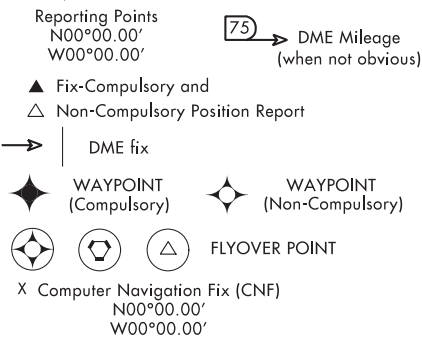 Reporting Points
N00°00.00'
W00°00.00'
75
DME Mileage
(when not obvious)
Fix-Compulsory and
Non-Compulsory Position Report
DME fix
WAYPOINT
(Compulsory)
WAYPOINT
(Non-Compulsory)
FLYOVER POINT
X Computer Navigation Fix (CNF)
N00°00.00'
W00°00.00'